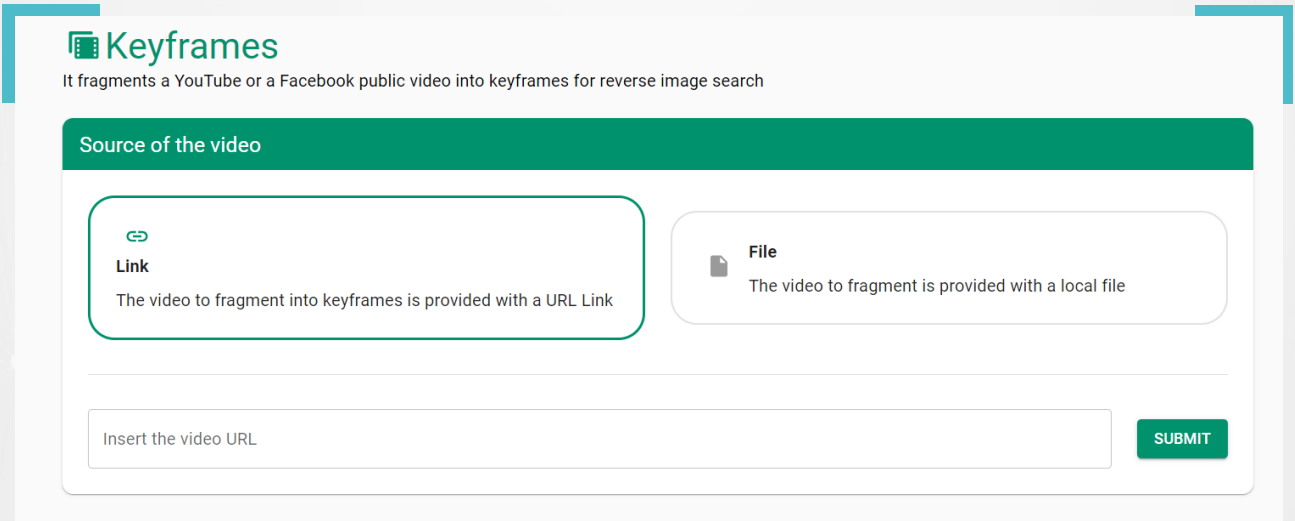 Keyframes
It fragments a YouTube or a Facebook public video into keyframes for reverse image search
Source of the video
Link
The video to fragment into keyframes is provided with a URL Link
File
The video to fragment is provided with a local file
Insert the video URL
SUBMIT